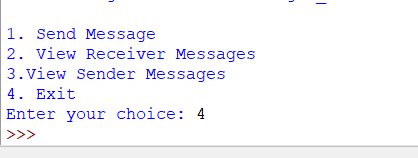 1. Send Message
2. View Receiver Messages
3.View Sender Messages
4. Exit
Enter your choice: 4
>>>